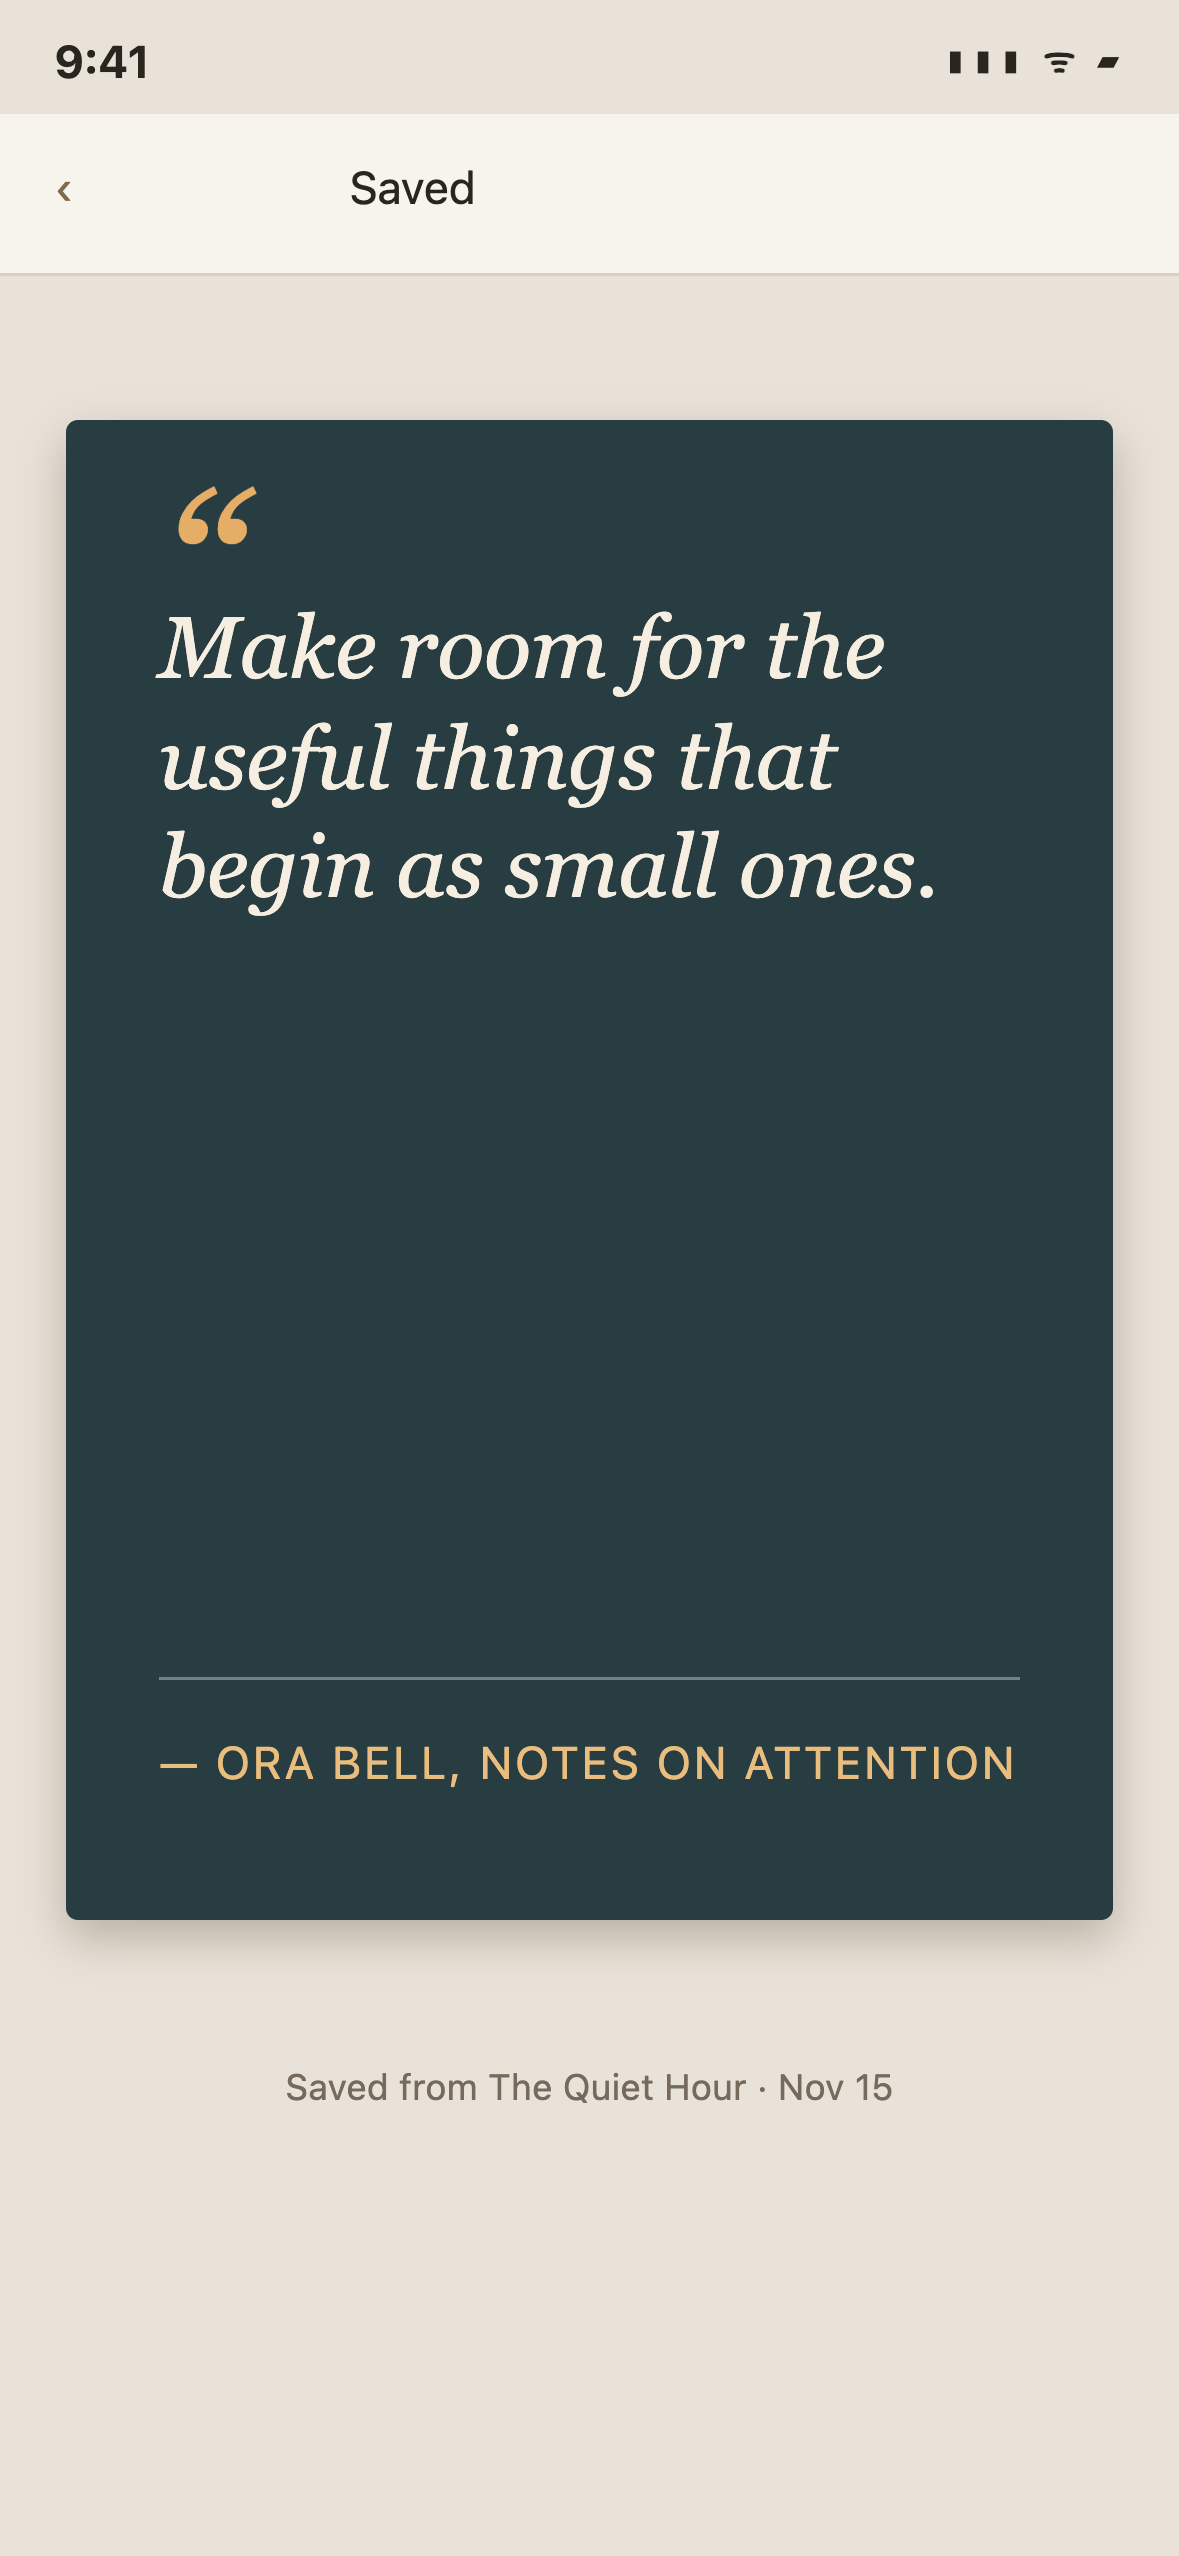 9:41
‹ Saved
“
Make room for the
useful things that
begin as small ones.
— ORA BELL, NOTES ON ATTENTION
Saved from The Quiet Hour · Nov 15